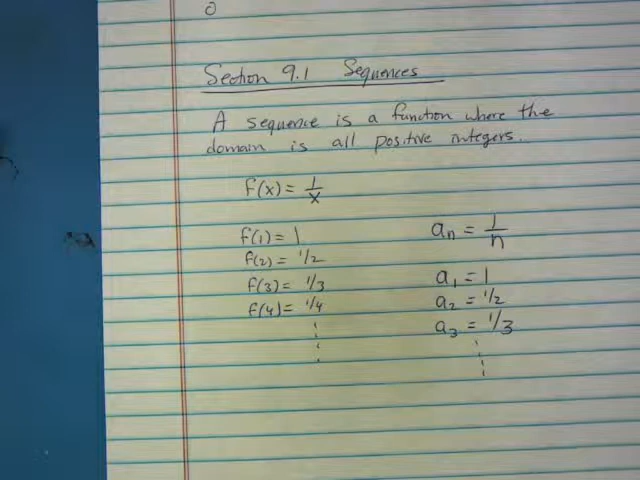 Section 9.1 Sequences
A sequence is a function where the
domain is all positive integers.
f(x) = 1/x
f(1) = 1
f(2) = 1/2
f(3) = 1/3
f(4) = 1/4
aₙ = 1/n
a₁ = 1
a₂ = 1/2
a₃ = 1/3